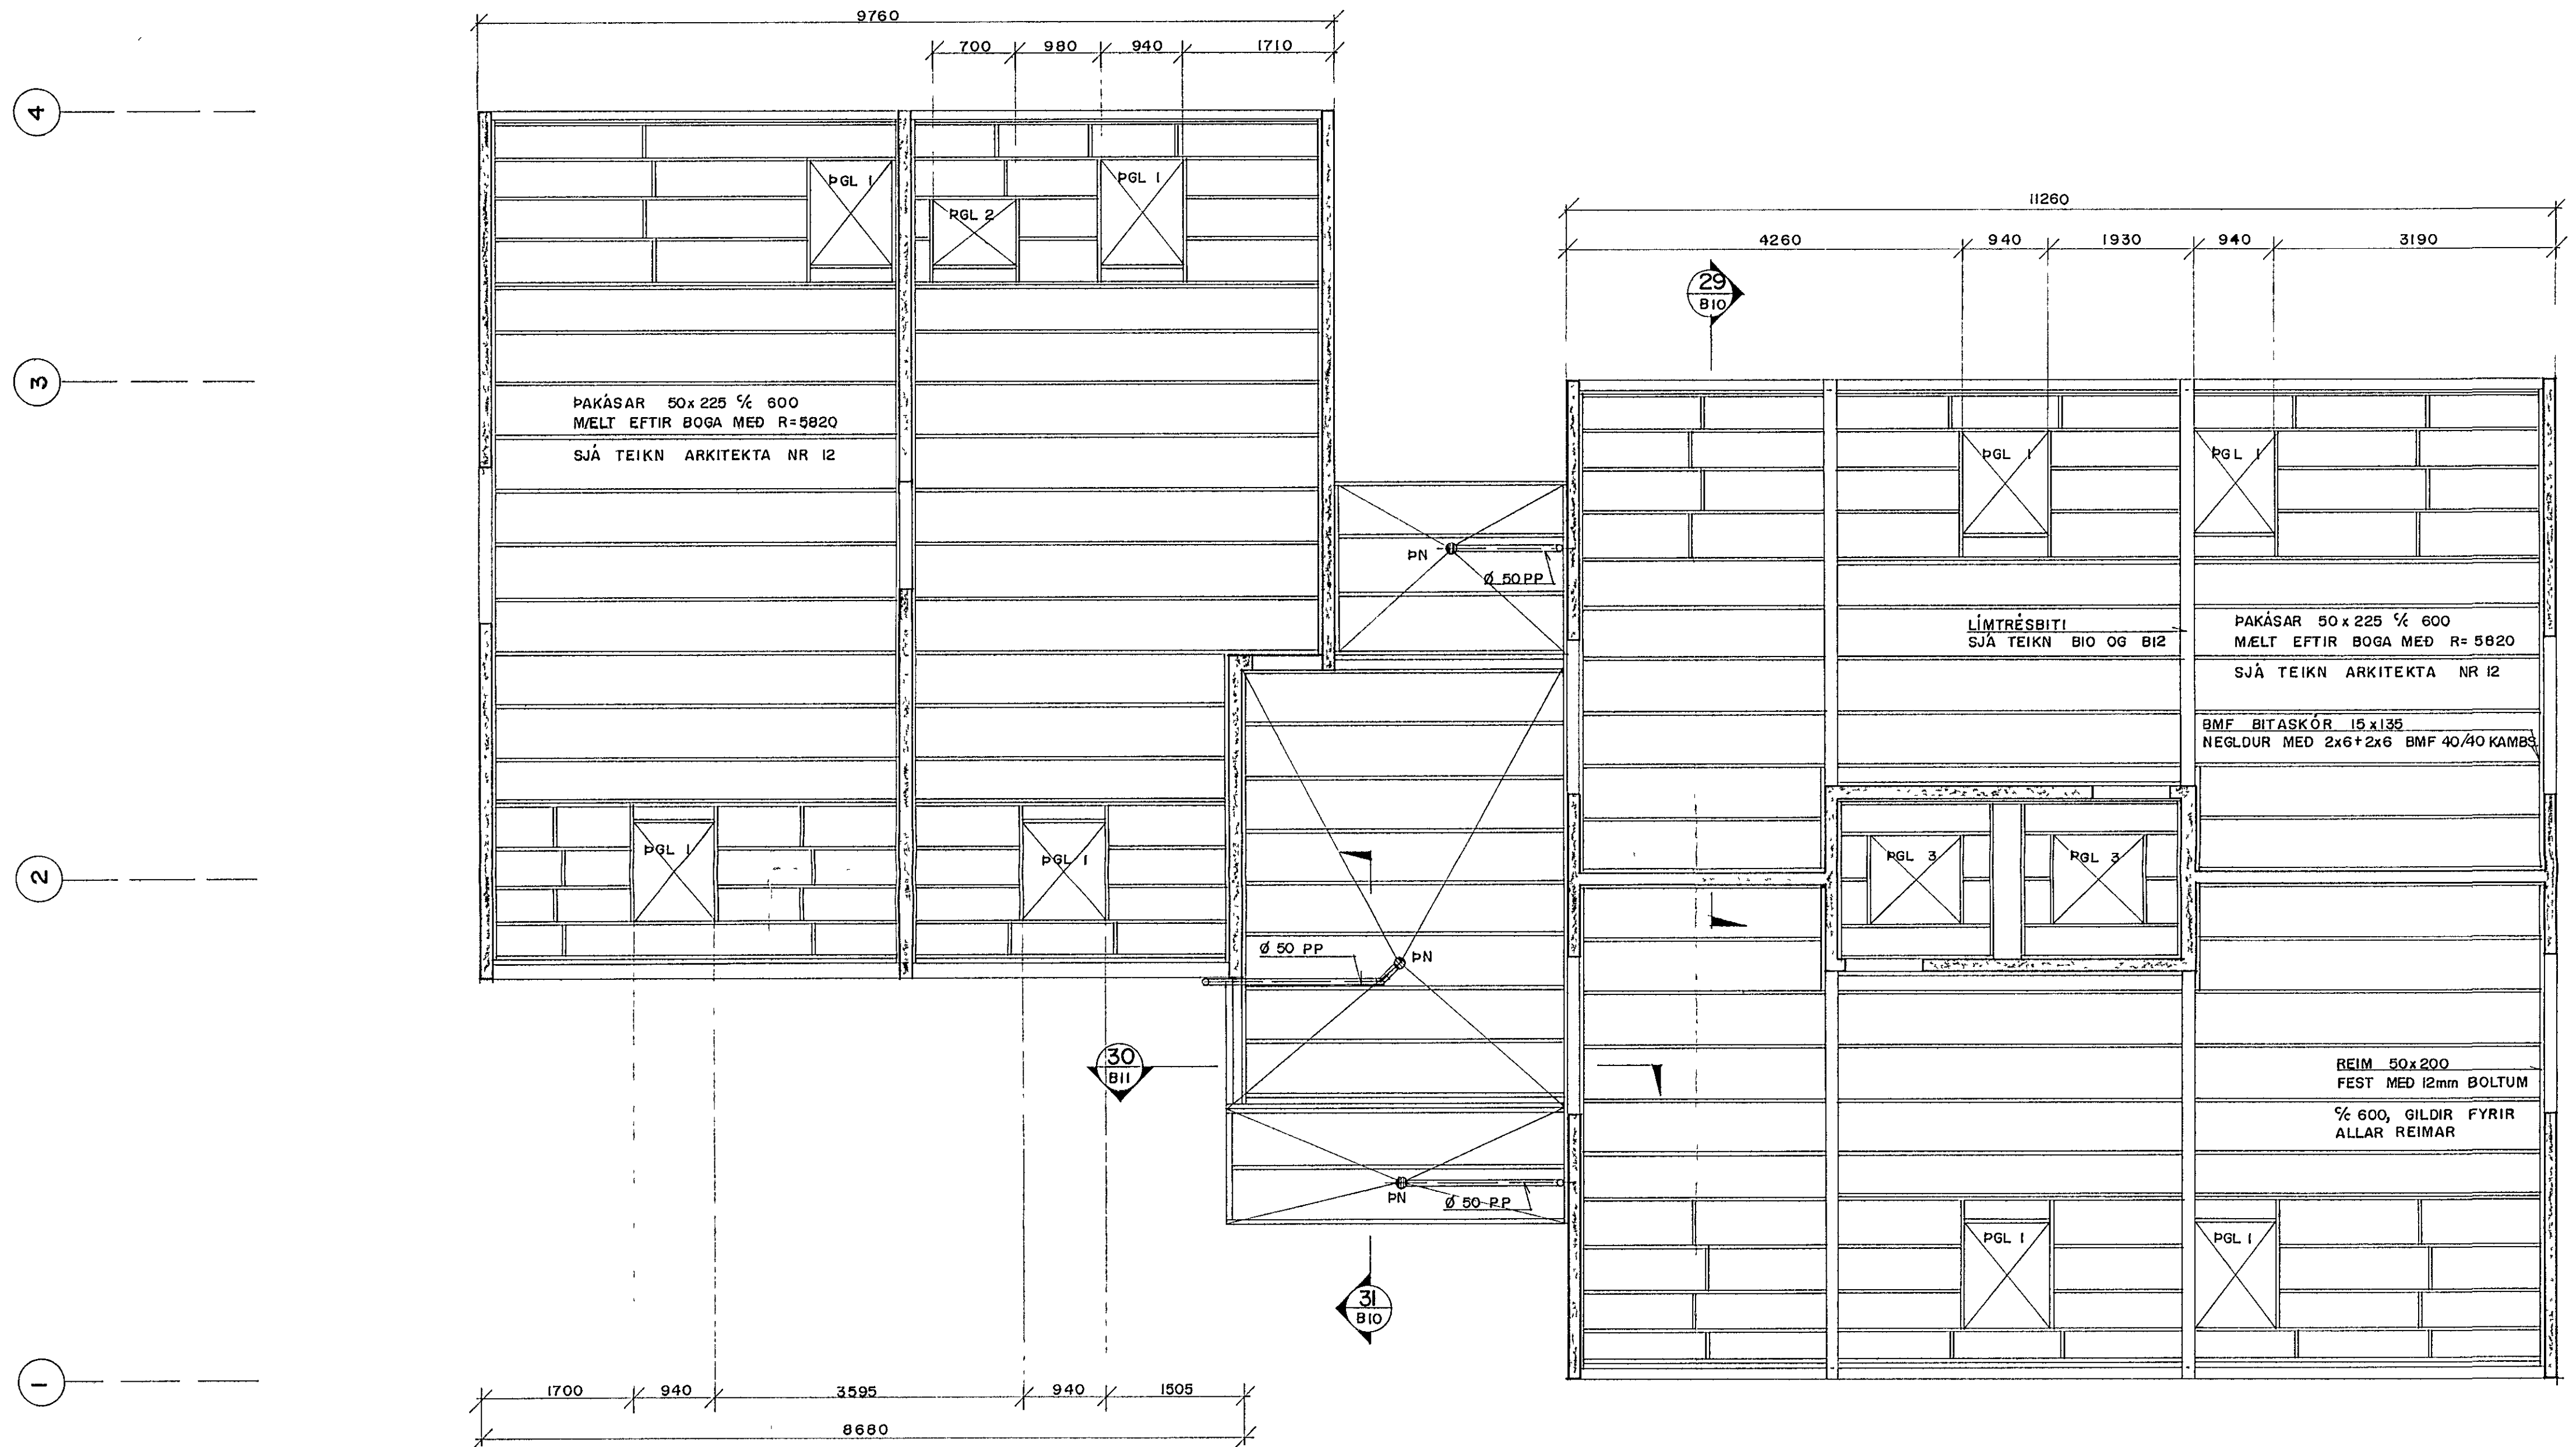 9760
700 980 940 1710
4
ÞGL 1
ÞGL 2
ÞGL 1
11260
4260 940 1930 940 3190
29
B10
3
ÞAKÁSAR 50x225 c/c 600
MÆLT EFTIR BOGA MEÐ R=5820
SJÁ TEIKN ARKITEKTA NR 12
ÞGL 1
ÞGL 1
ÞN
Ø 50 PP
LÍMTRÉSBITI
SJÁ TEIKN B10 OG B12
ÞAKÁSAR 50x225 c/c 600
MÆLT EFTIR BOGA MEÐ R=5820
SJÁ TEIKN ARKITEKTA NR 12
BMF BITASKÓR 15x135
NEGLDUR MEÐ 2x6+2x6 BMF 40/40 KAMBS
2
ÞGL 1
ÞGL 1
ÞGL 3
ÞGL 3
Ø 50 PP
ÞN
30
B11
REIM 50x200
FEST MEÐ 12mm BOLTUM
c/c 600, GILDIR FYRIR
ALLAR REIMAR
ÞN
Ø 50 PP
ÞGL 1
ÞGL 1
31
B10
1
1700 940 3595 940 1505
8680